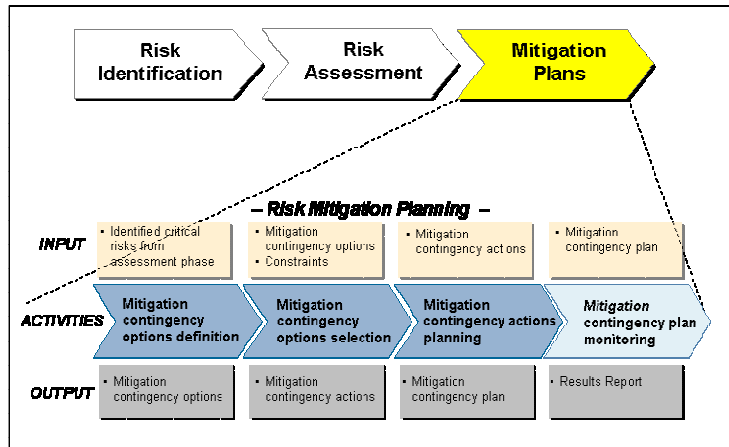 Risk
Identification
Risk
Assessment
Mitigation
Plans
– Risk Mitigation Planning –
INPUT
▪ Identified critical
risks from
assessment phase
▪ Mitigation
contingency options
▪ Constraints
▪ Mitigation
contingency actions
▪ Mitigation
contingency plan
ACTIVITIES
Mitigation
contingency
options definition
Mitigation
contingency
options selection
Mitigation
contingency actions
planning
Mitigation
contingency plan
monitoring
OUTPUT
▪ Mitigation
contingency options
▪ Mitigation
contingency actions
▪ Mitigation
contingency plan
▪ Results Report